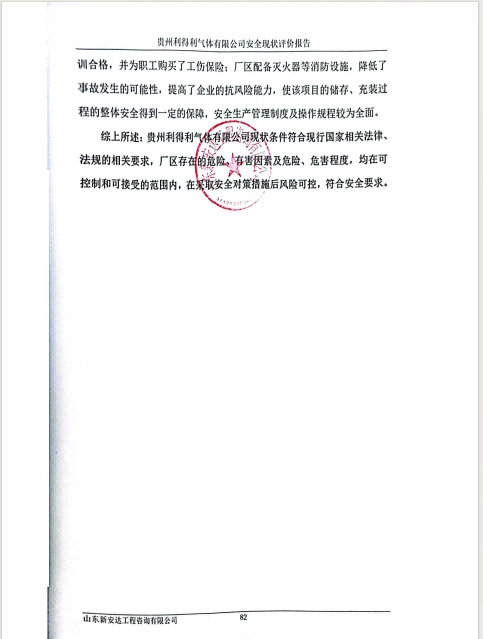 贵州利得利气体有限公司安全现状评价报告
训合格，并为职工购买了工伤保险；厂区配备灭火器等消防设施，降低了
事故发生的可能性，提高了企业的抗风险能力，使该项目的储存、充装过
程的整体安全得到一定的保障，安全生产管理制度及操作规程较为全面。
综上所述：贵州利得利气体有限公司现状条件符合现行国家相关法律、
法规的相关要求，厂区存在的危险、有害因素及危险、危害程度，均在可
控制和可接受的范围内，在采取安全对策措施后风险可控，符合安全要求。
山东新安达工程咨询有限公司
82